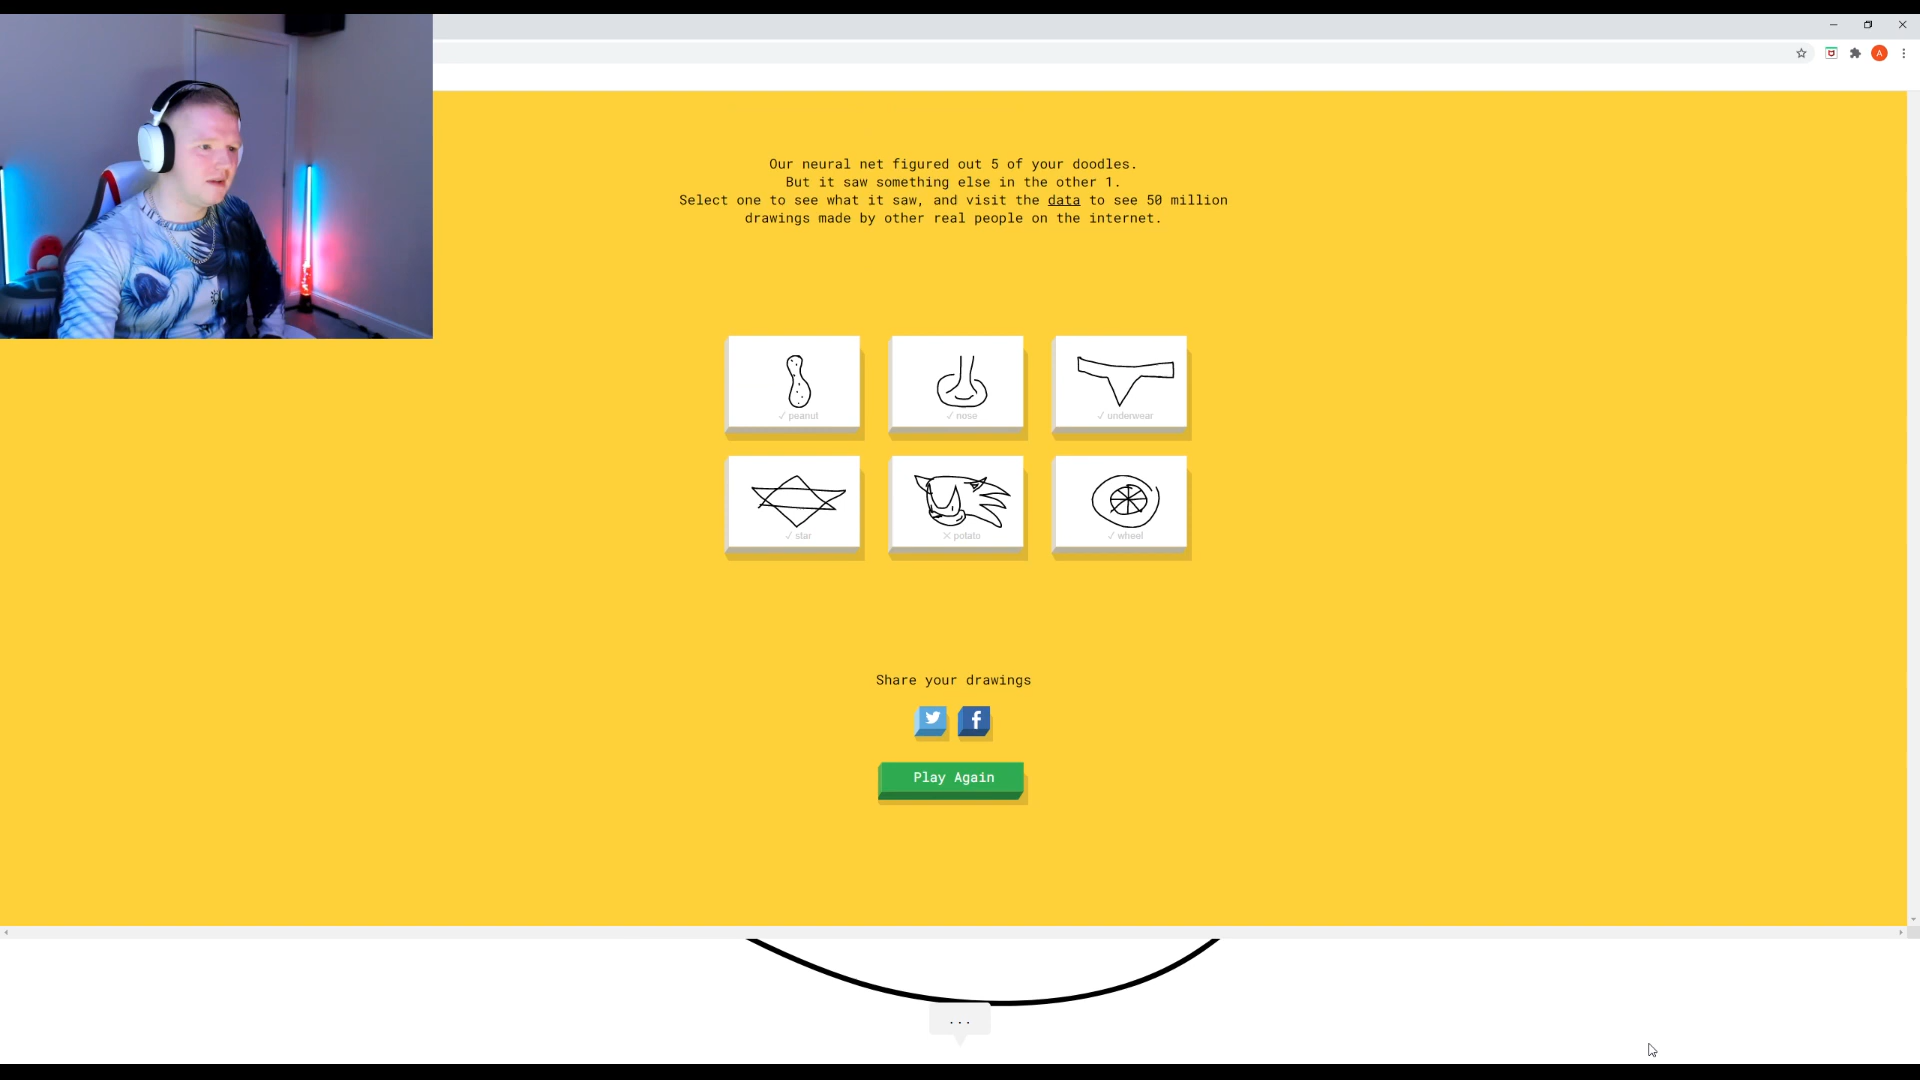 A
Our neural net figured out 5 of your doodles.
But it saw something else in the other 1.
Select one to see what it saw, and visit the data to see 50 million
drawings made by other real people on the internet.
✓ peanut
✓ nose
✓ underwear
✓ star
✕ potato
✓ wheel
Share your drawings
Play Again
...